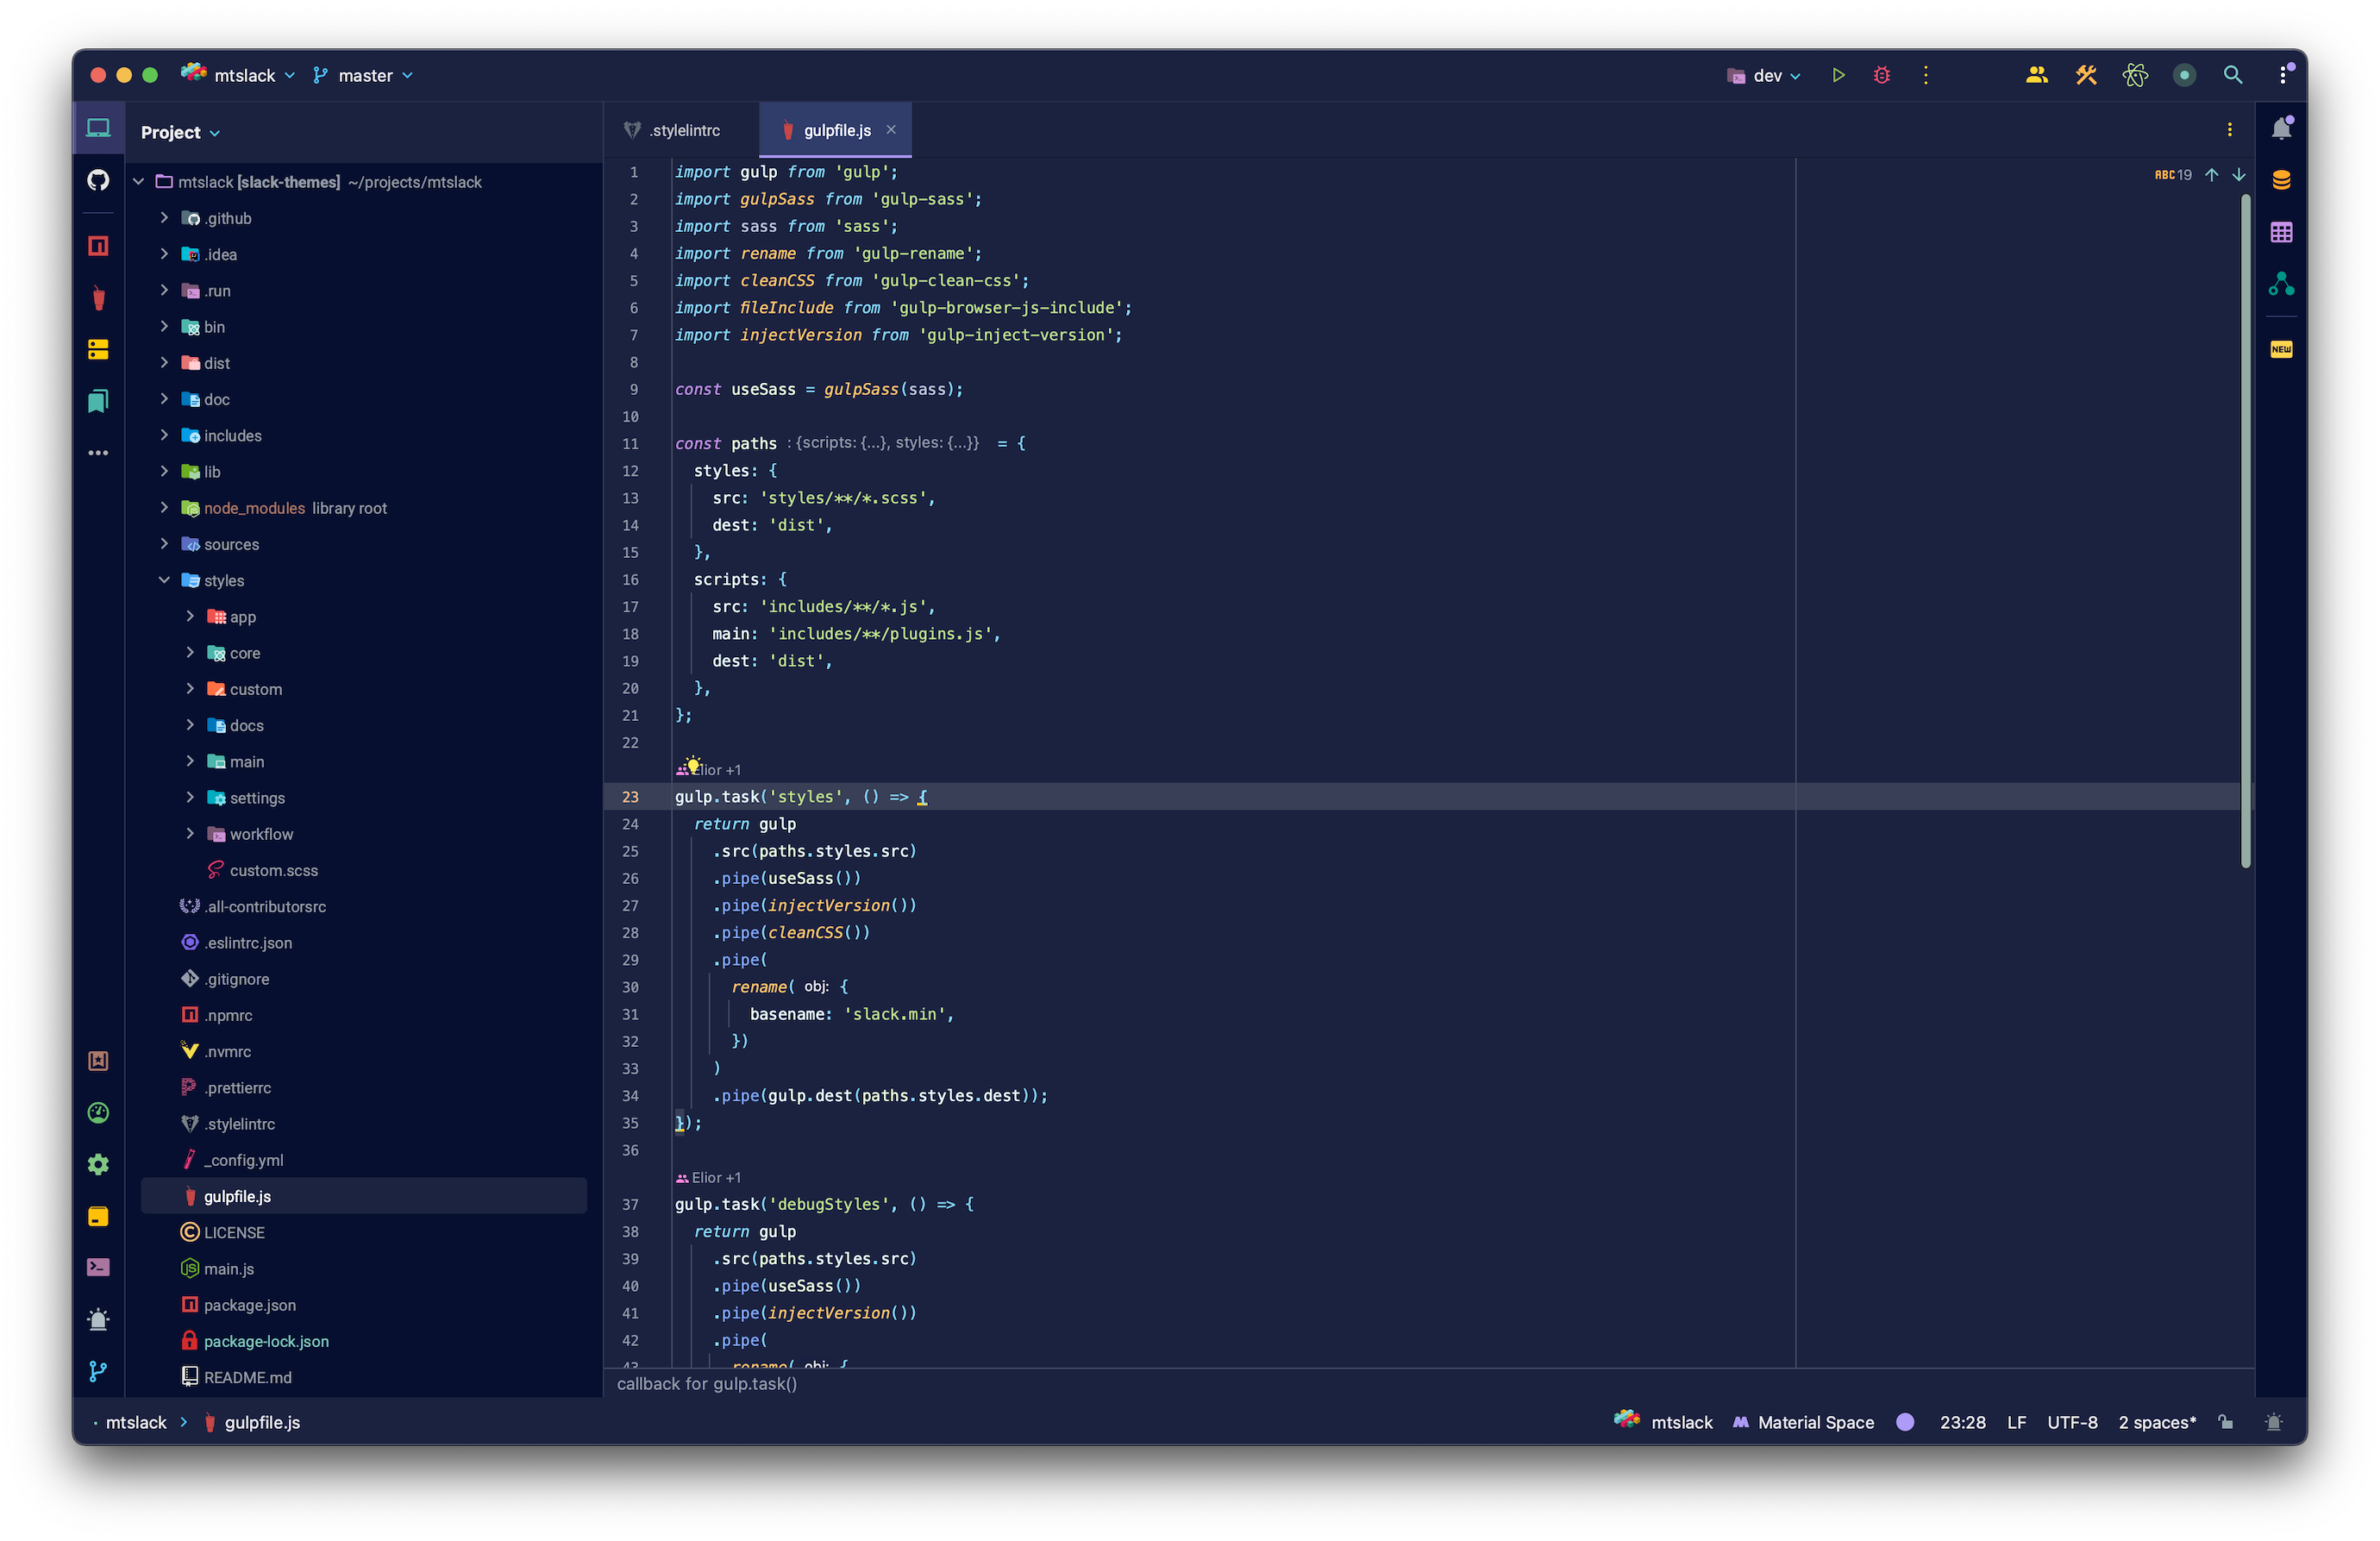 mtslack master dev
Project
mtslack [slack-themes] ~/projects/mtslack
.github
.idea
.run
bin
dist
doc
includes
lib
node_modules library root
sources
styles
app
core
custom
docs
main
settings
workflow
custom.scss
.all-contributorsrc
.eslintrc.json
.gitignore
.npmrc
.nvmrc
.prettierrc
.stylelintrc
_config.yml
gulpfile.js
LICENSE
main.js
package.json
package-lock.json
README.md
.stylelintrc gulpfile.js
ABC 19
1 import gulp from 'gulp';
2 import gulpSass from 'gulp-sass';
3 import sass from 'sass';
4 import rename from 'gulp-rename';
5 import cleanCSS from 'gulp-clean-css';
6 import fileInclude from 'gulp-browser-js-include';
7 import injectVersion from 'gulp-inject-version';
8
9 const useSass = gulpSass(sass);
10
11 const paths : {scripts: {...}, styles: {...}} = {
12 styles: {
13 src: 'styles/**/*.scss',
14 dest: 'dist',
15 },
16 scripts: {
17 src: 'includes/**/*.js',
18 main: 'includes/**/plugins.js',
19 dest: 'dist',
20 },
21 };
22
Elior +1
23 gulp.task('styles', () => {
24 return gulp
25 .src(paths.styles.src)
26 .pipe(useSass())
27 .pipe(injectVersion())
28 .pipe(cleanCSS())
29 .pipe(
30 rename( obj: {
31 basename: 'slack.min',
32 })
33 )
34 .pipe(gulp.dest(paths.styles.dest));
35 });
36
Elior +1
37 gulp.task('debugStyles', () => {
38 return gulp
39 .src(paths.styles.src)
40 .pipe(useSass())
41 .pipe(injectVersion())
42 .pipe(
43 rename( obj: {
callback for gulp.task()
NEW
mtslack > gulpfile.js
mtslack Material Space 23:28 LF UTF-8 2 spaces*